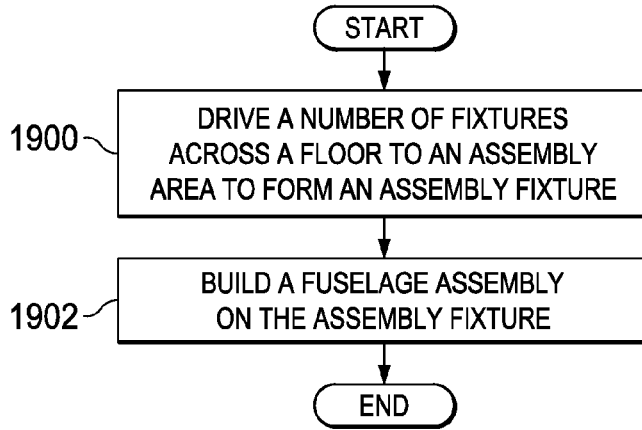 START
1900
DRIVE A NUMBER OF FIXTURES
ACROSS A FLOOR TO AN ASSEMBLY
AREA TO FORM AN ASSEMBLY FIXTURE
1902
BUILD A FUSELAGE ASSEMBLY
ON THE ASSEMBLY FIXTURE
END